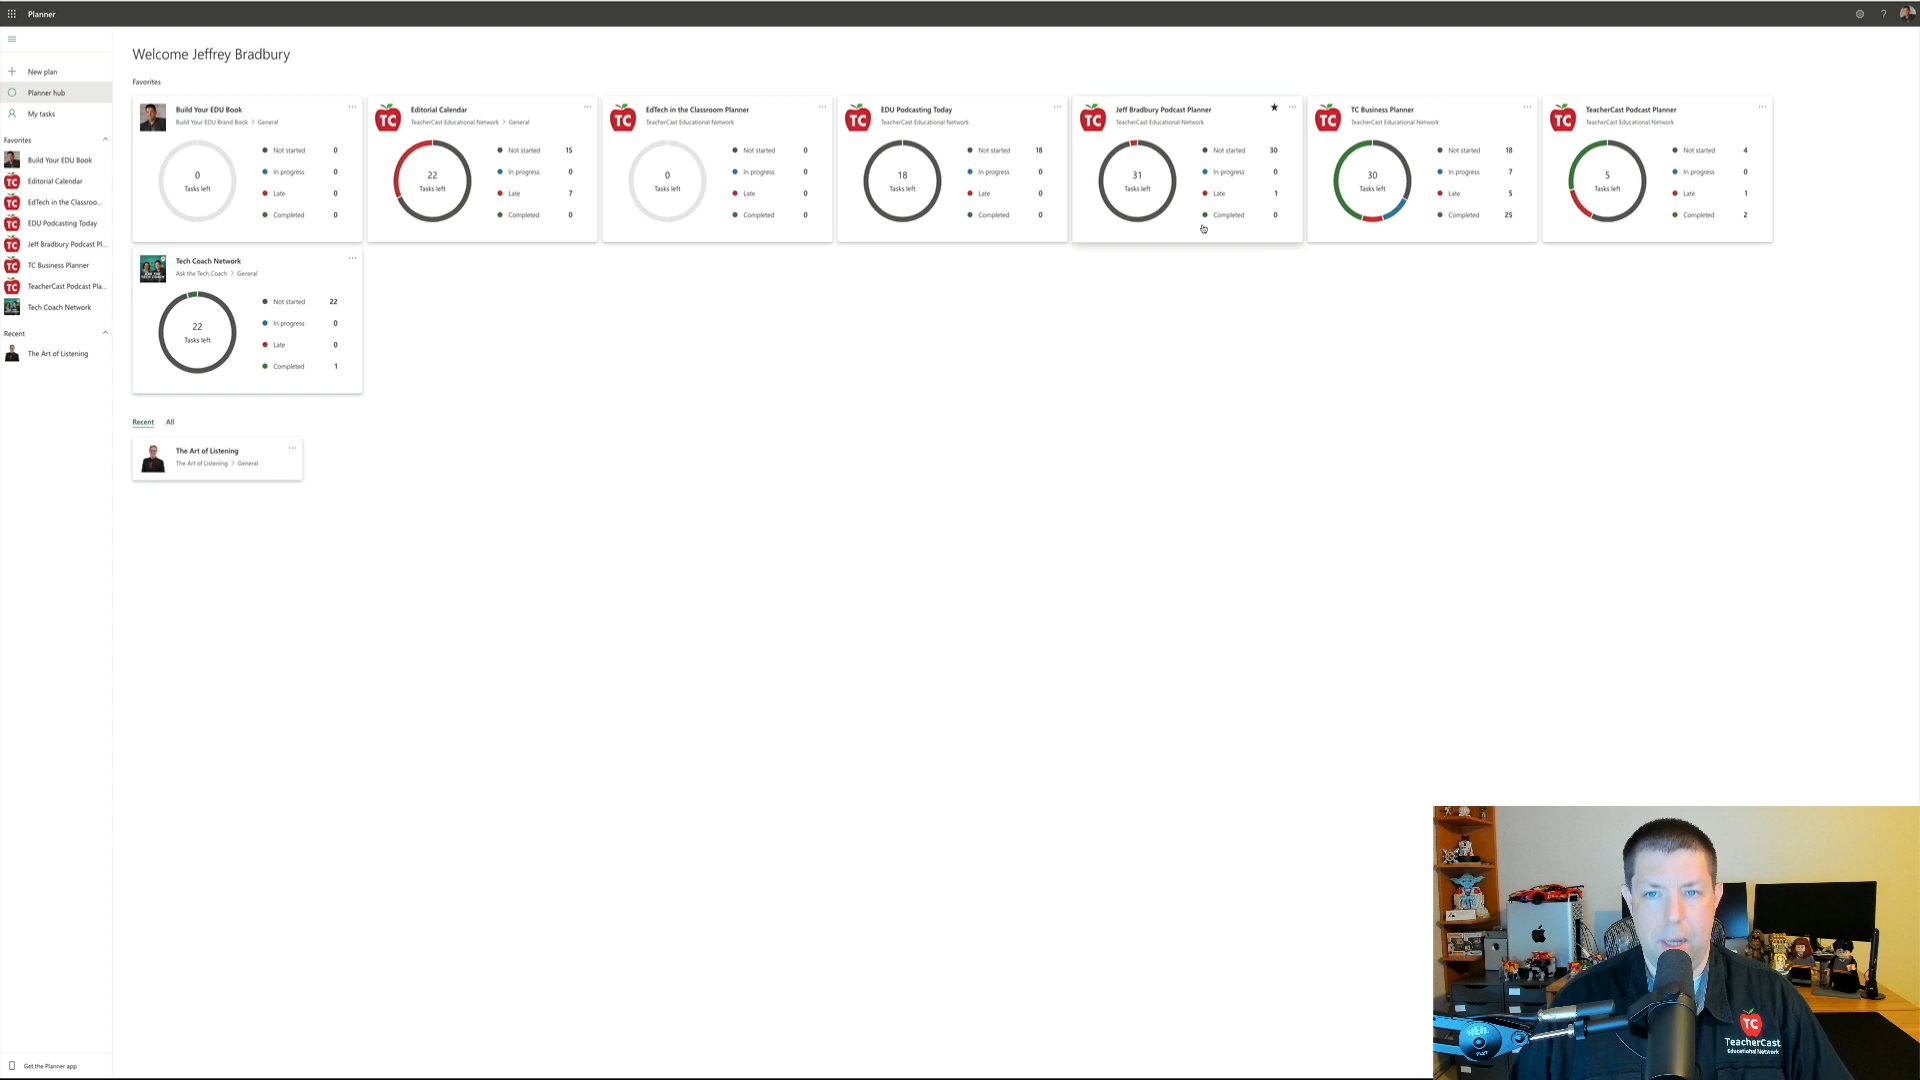 Planner
?
New plan
Planner hub
My tasks
Favorites
Build Your EDU Book
Editorial Calendar
EdTech in the Classroo...
EDU Podcasting Today
Jeff Bradbury Podcast Pl...
TC Business Planner
TeacherCast Podcast Pla...
Tech Coach Network
Recent
The Art of Listening
Get the Planner app
Welcome Jeffrey Bradbury
Favorites
Build Your EDU Book
Build Your EDU Brand Book > General
0
Tasks left
Not started 0
In progress 0
Late 0
Completed 0
TC
Editorial Calendar
TeacherCast Educational Network > General
22
Tasks left
Not started 15
In progress 0
Late 7
Completed 0
TC
EdTech in the Classroom Planner
TeacherCast Educational Network
0
Tasks left
Not started 0
In progress 0
Late 0
Completed 0
TC
EDU Podcasting Today
TeacherCast Educational Network
18
Tasks left
Not started 18
In progress 0
Late 0
Completed 0
TC
Jeff Bradbury Podcast Planner
TeacherCast Educational Network
31
Tasks left
Not started 30
In progress 0
Late 1
Completed 0
TC
TC Business Planner
TeacherCast Educational Network
30
Tasks left
Not started 18
In progress 7
Late 5
Completed 25
TC
TeacherCast Podcast Planner
TeacherCast Educational Network
5
Tasks left
Not started 4
In progress 0
Late 1
Completed 2
Tech Coach Network
Ask the Tech Coach > General
22
Tasks left
Not started 22
In progress 0
Late 0
Completed 1
Recent All
The Art of Listening
The Art of Listening > General
TC
TeacherCast
Educational Network